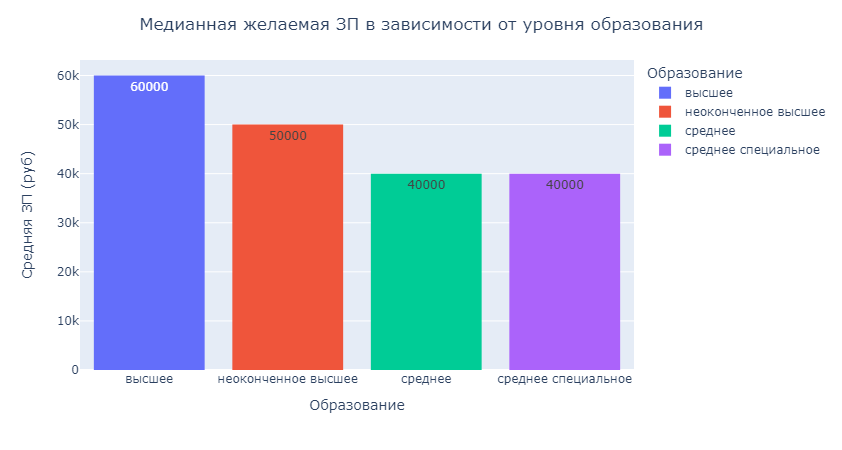 Медианная желаемая ЗП в зависимости от уровня образования
Средняя ЗП (руб)
60k
50k
40k
30k
20k
10k
0
60000
50000
40000
40000
высшее
неоконченное высшее
среднее
среднее специальное
Образование
Образование
высшее
неоконченное высшее
среднее
среднее специальное